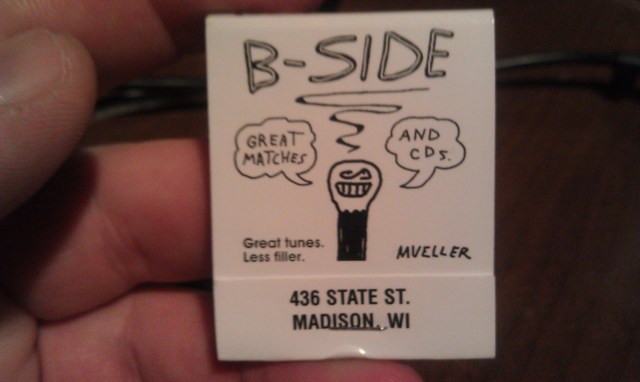 B-SIDE
GREAT
MATCHES
AND
CDs.
Great tunes.
Less filler.
MUELLER
436 STATE ST.
MADISON, WI